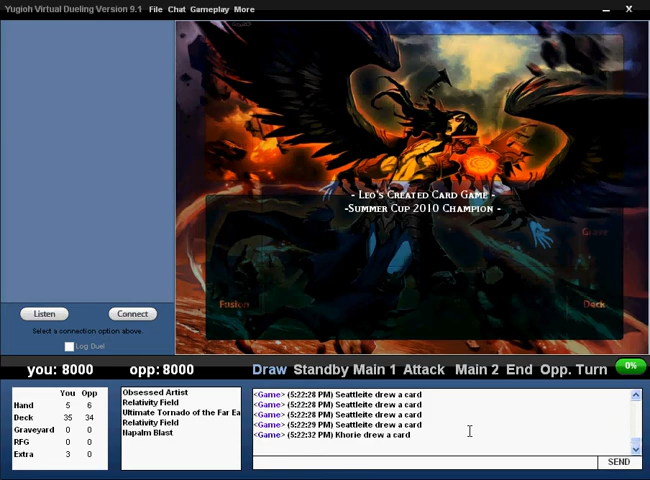 Yugioh Virtual Dueling Version 9.1 File Chat Gameplay More
- Leo's Created Card Game -
-Summer Cup 2010 Champion -
Grave
Fusion
Deck
Listen Connect
Select a connection option above.
Log Duel
you: 8000 opp: 8000 Draw Standby Main 1 Attack Main 2 End Opp. Turn 0%
You Opp
Hand 5 6
Deck 35 34
Graveyard 0 0
RFG 0 0
Extra 3 0
Obsessed Artist
Relativity Field
Ultimate Tornado of the Far Ea
Relativity Field
Napalm Blast
<Game> (5:22:28 PM) Seattleite drew a card
<Game> (5:22:28 PM) Seattleite drew a card
<Game> (5:22:28 PM) Seattleite drew a card
<Game> (5:22:29 PM) Seattleite drew a card
<Game> (5:22:32 PM) Khorie drew a card
SEND